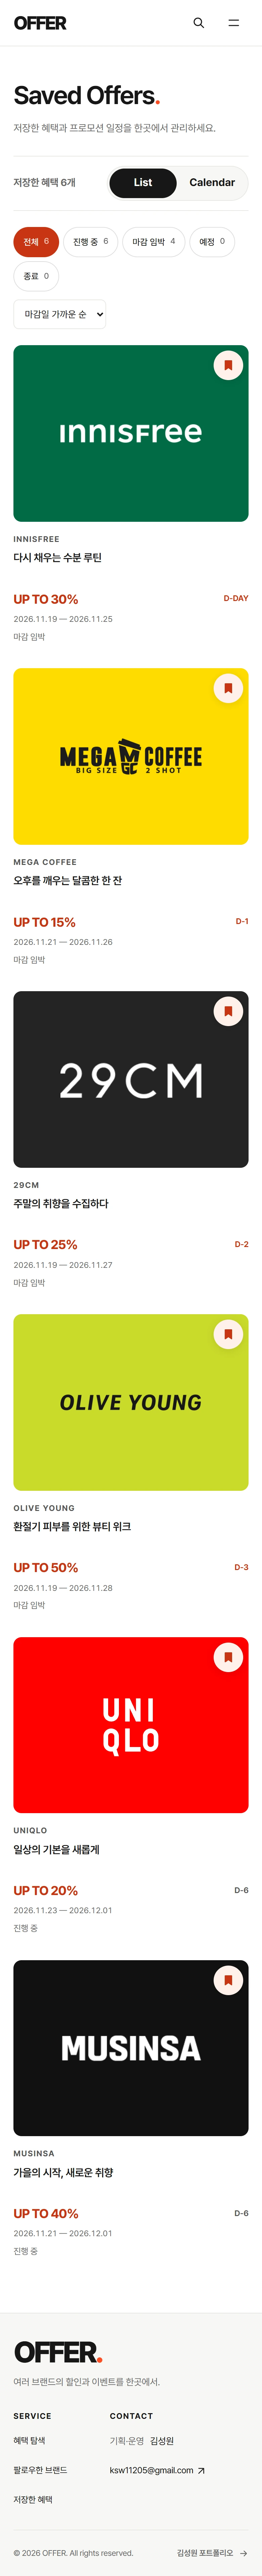 OFFER
Saved Offers.
저장한 혜택과 프로모션 일정을 한곳에서 관리하세요.
저장한 혜택 6개
List
Calendar
전체 6
진행 중 6
마감 임박 4
예정 0
종료 0
마감일 가까운 순
innisfree
INNISFREE
다시 채우는 수분 루틴
UP TO 30%
D-DAY
2026.11.19 — 2026.11.25
마감 임박
MEGA MGC COFFEE
BIG SIZE 2 SHOT
MEGA COFFEE
오후를 깨우는 달콤한 한 잔
UP TO 15%
D-1
2026.11.21 — 2026.11.26
마감 임박
29CM
29CM
주말의 취향을 수집하다
UP TO 25%
D-2
2026.11.19 — 2026.11.27
마감 임박
OLIVE YOUNG
OLIVE YOUNG
환절기 피부를 위한 뷰티 위크
UP TO 50%
D-3
2026.11.19 — 2026.11.28
마감 임박
UNI
QLO
UNIQLO
일상의 기본을 새롭게
UP TO 20%
D-6
2026.11.23 — 2026.12.01
진행 중
MUSINSA
MUSINSA
가을의 시작, 새로운 취향
UP TO 40%
D-6
2026.11.21 — 2026.12.01
진행 중
OFFER.
여러 브랜드의 할인과 이벤트를 한곳에서.
SERVICE
CONTACT
혜택 탐색
기획·운영 김성원
팔로우한 브랜드
ksw11205@gmail.com ↗
저장한 혜택
© 2026 OFFER. All rights reserved.
김성원 포트폴리오 →